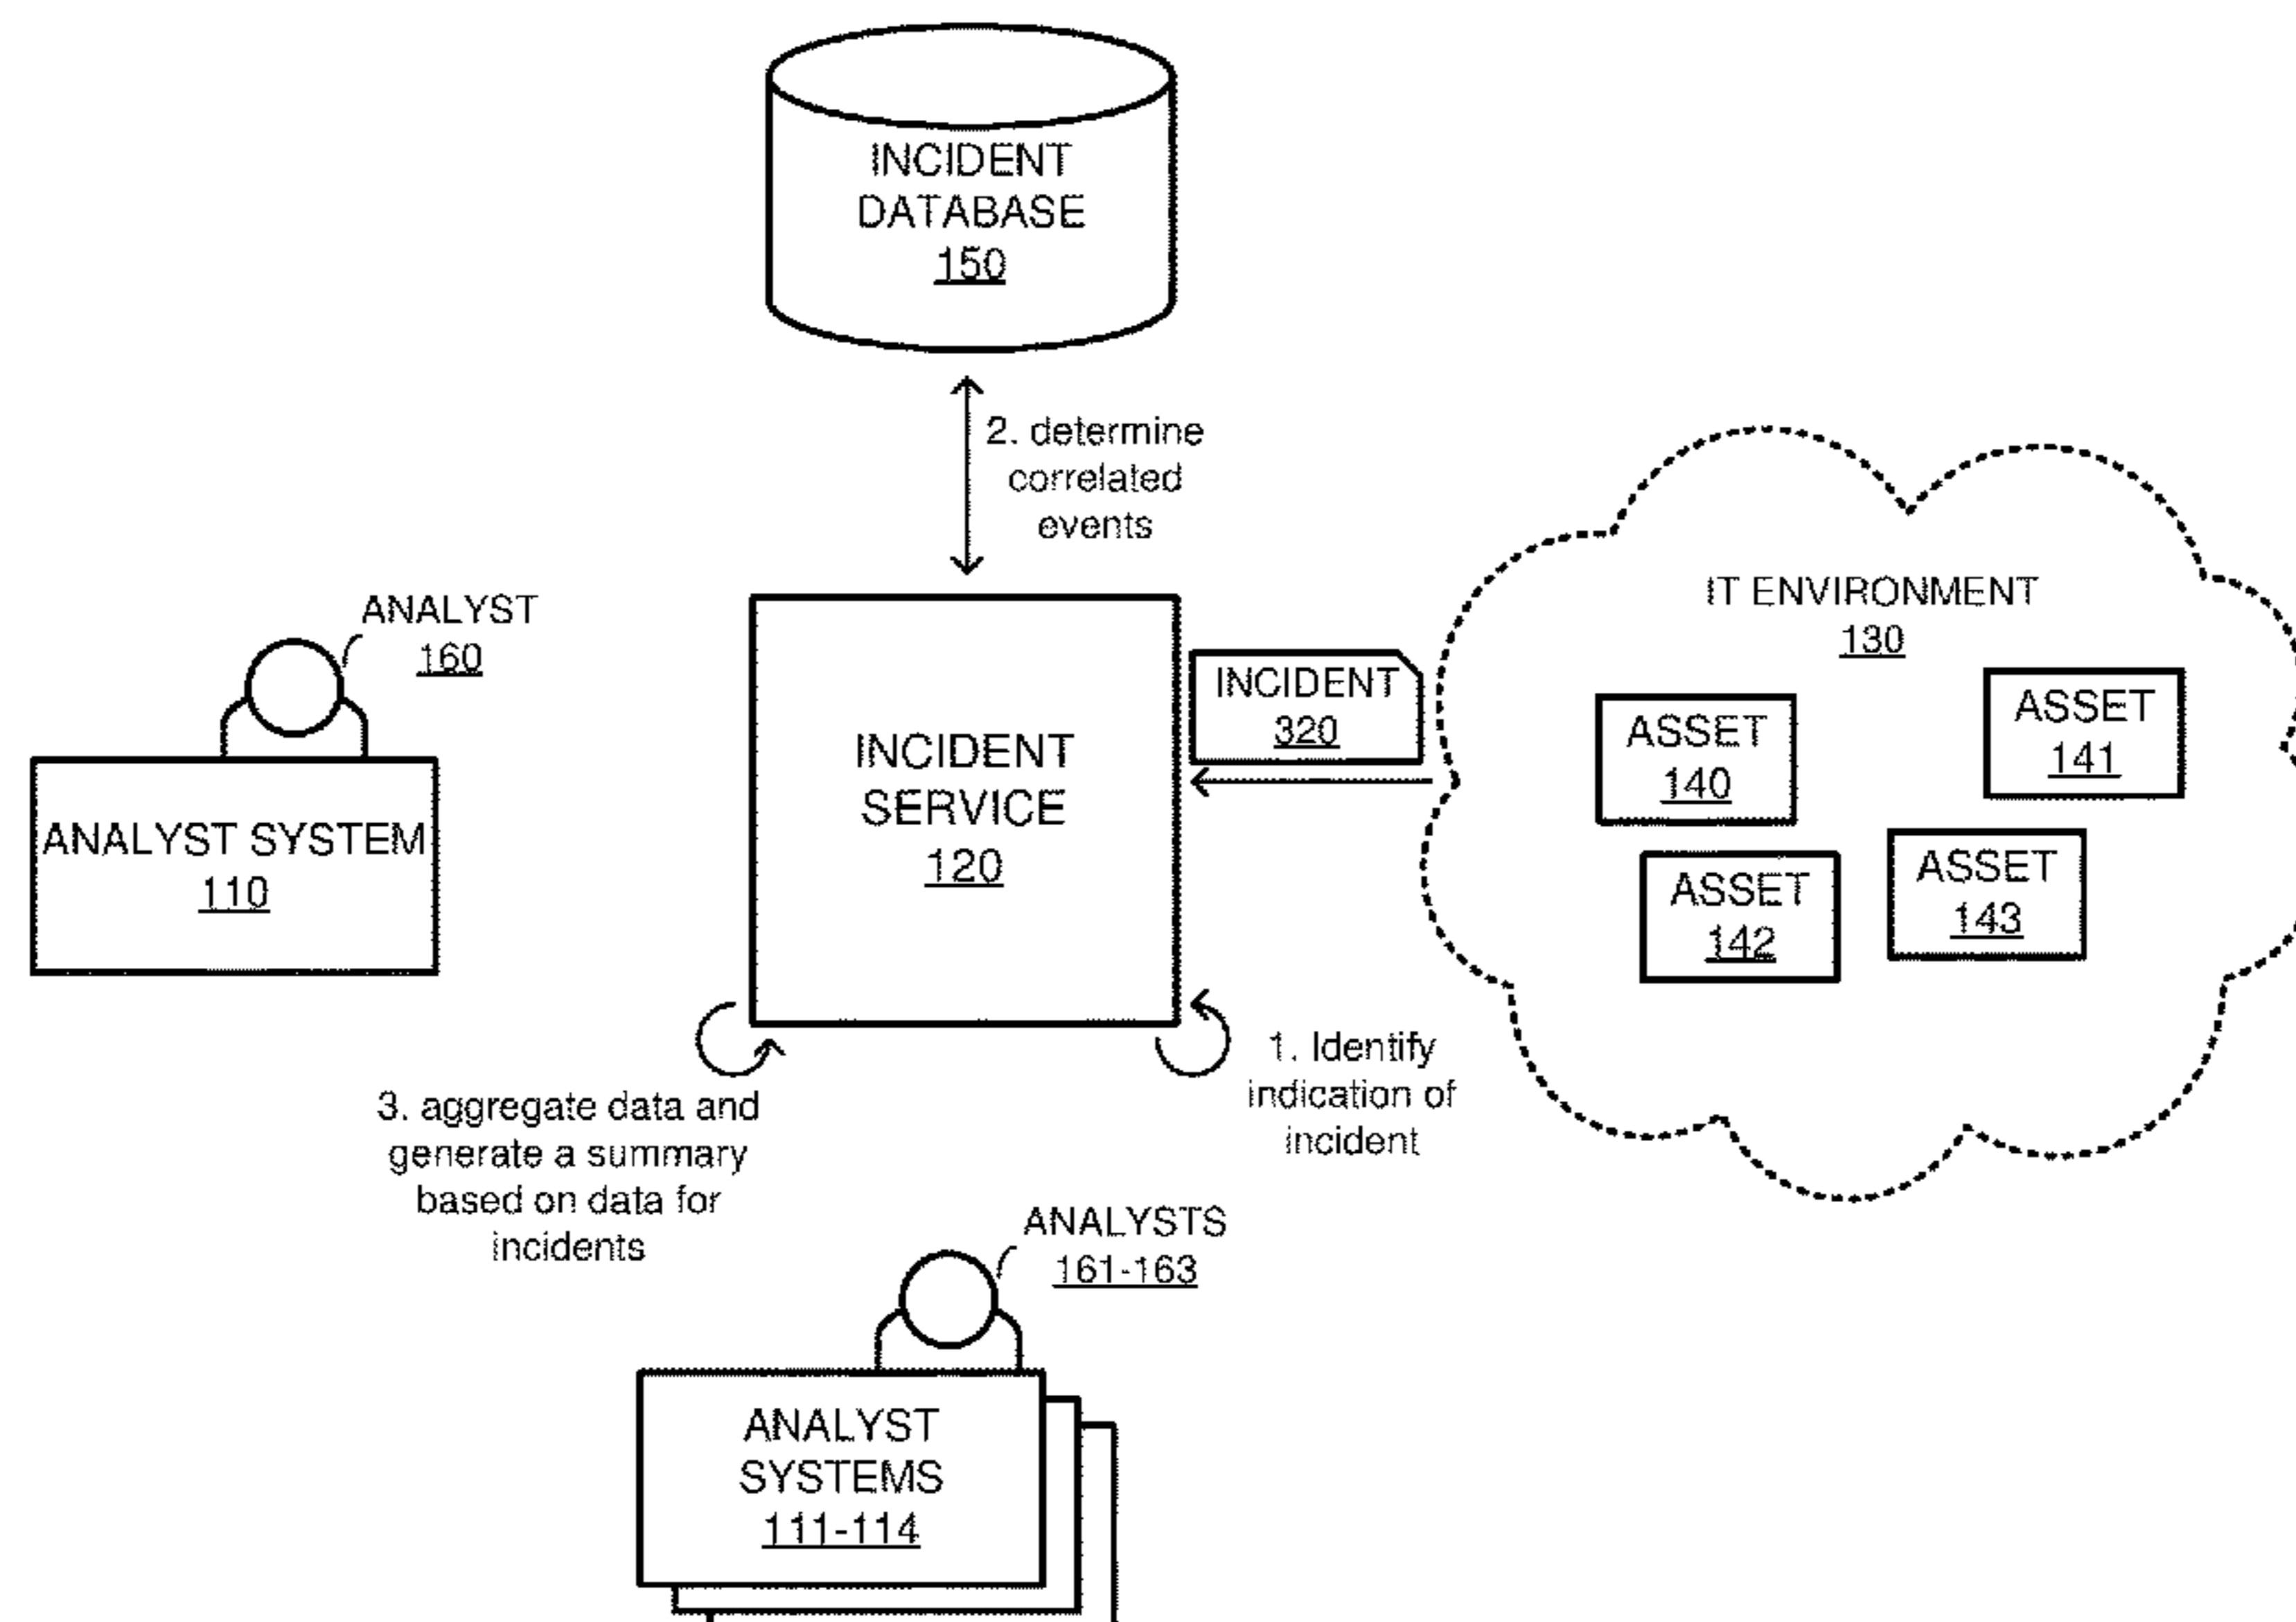 INCIDENT
DATABASE
150
2. determine
correlated
events
ANALYST
160
ANALYST SYSTEM
110
INCIDENT
SERVICE
120
INCIDENT
320
IT ENVIRONMENT
130
ASSET
140
ASSET
141
ASSET
142
ASSET
143
1. Identify
indication of
incident
3. aggregate data and
generate a summary
based on data for
incidents
ANALYSTS
161-163
ANALYST
SYSTEMS
111-114